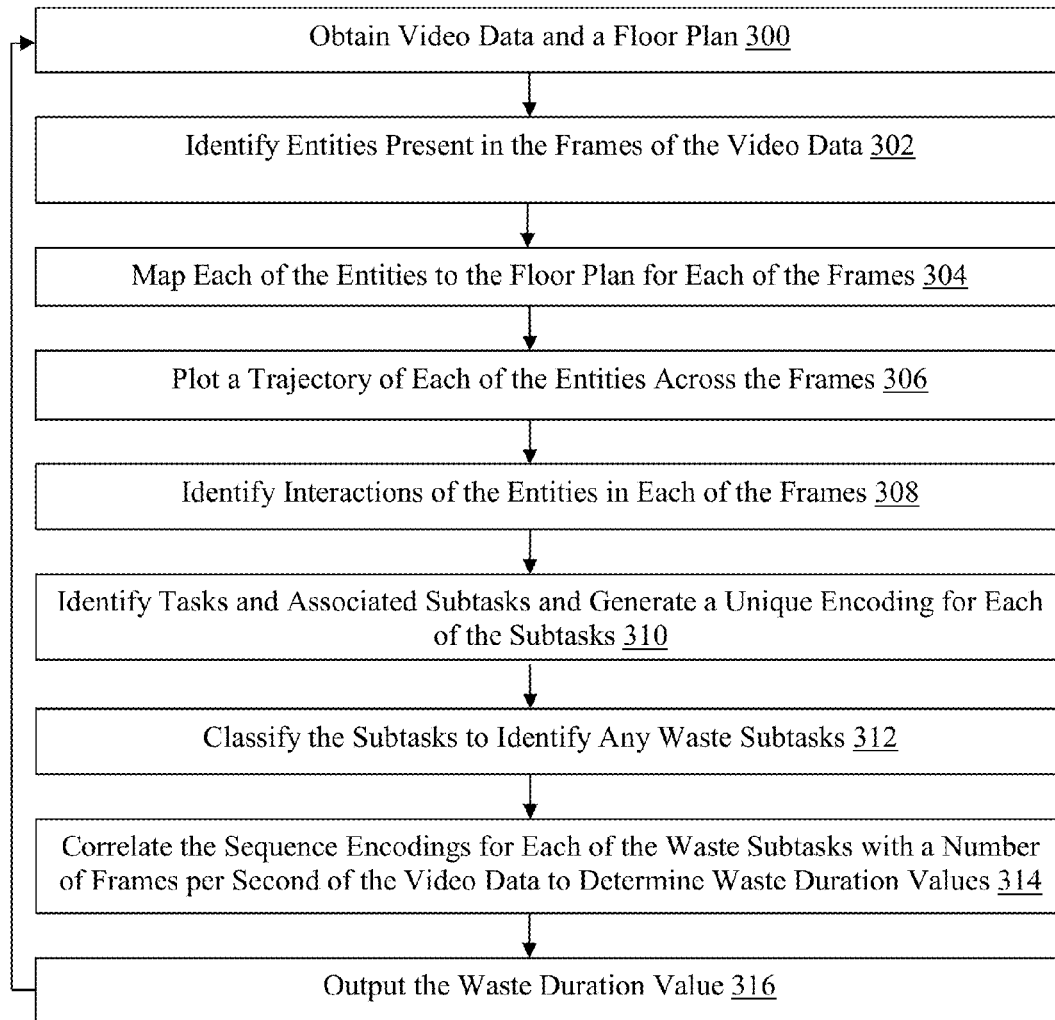 Obtain Video Data and a Floor Plan 300
Identify Entities Present in the Frames of the Video Data 302
Map Each of the Entities to the Floor Plan for Each of the Frames 304
Plot a Trajectory of Each of the Entities Across the Frames 306
Identify Interactions of the Entities in Each of the Frames 308
Identify Tasks and Associated Subtasks and Generate a Unique Encoding for Each
of the Subtasks 310
Classify the Subtasks to Identify Any Waste Subtasks 312
Correlate the Sequence Encodings for Each of the Waste Subtasks with a Number
of Frames per Second of the Video Data to Determine Waste Duration Values 314
Output the Waste Duration Value 316